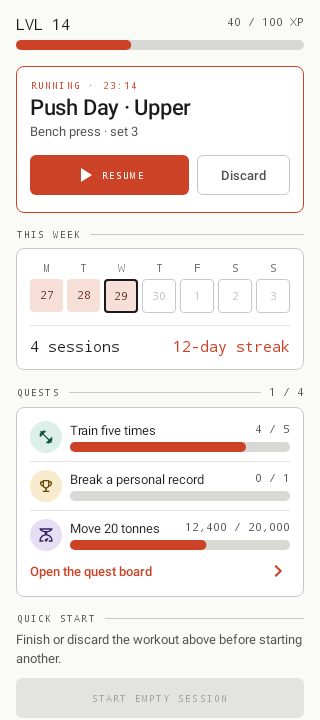 LVL 14
40 / 100 XP
RUNNING · 23:14
Push Day · Upper
Bench press · set 3
RESUME
Discard
THIS WEEK
M T W T F S S
27 28 29 30 1 2 3
4 sessions
12-day streak
QUESTS
1 / 4
Train five times
4 / 5
Break a personal record
0 / 1
Move 20 tonnes
12,400 / 20,000
Open the quest board
QUICK START
Finish or discard the workout above before starting
another.
START EMPTY SESSION